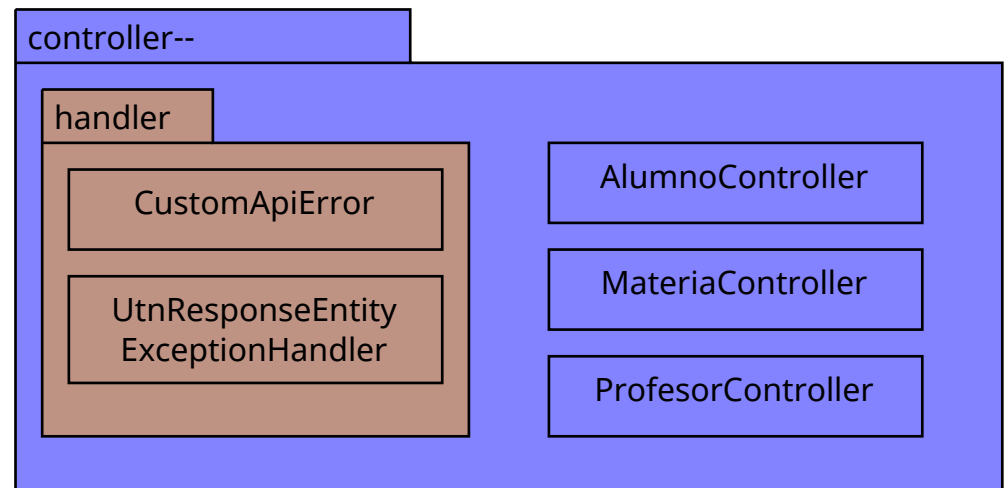 controller--
handler
CustomApiError
UtnResponseEntity
ExceptionHandler
AlumnoController
MateriaController
ProfesorController